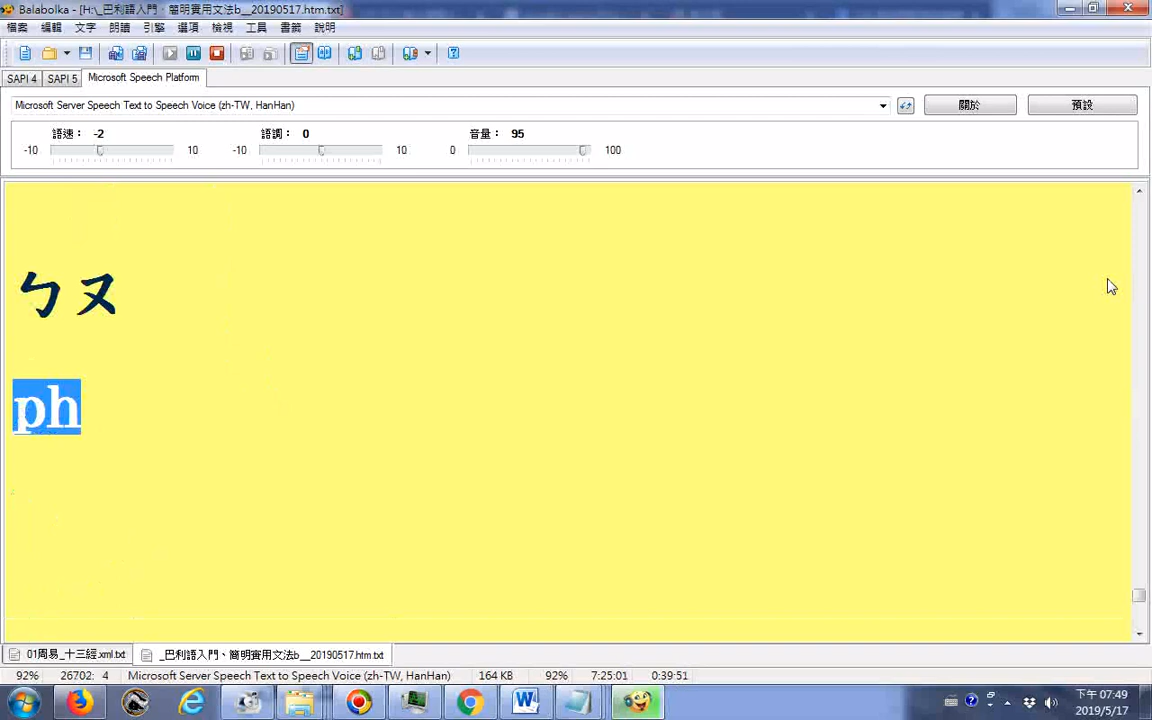 Balabolka - [H:\_巴利語入門、簡明實用文法b__20190517.htm.txt]
檔案 編輯 文字 朗讀 引擎 選項 檢視 工具 書籤 說明
SAPI 4 SAPI 5 Microsoft Speech Platform
Microsoft Server Speech Text to Speech Voice (zh-TW, HanHan) 關於 預設
語速： -2 語調： 0 音量： 95
-10 10 -10 10 0 100
ㄅㄡ
ph
01周易_十三經.xml.txt _巴利語入門、簡明實用文法b__20190517.htm.txt
92% 26702: 4 Microsoft Server Speech Text to Speech Voice (zh-TW, HanHan) 164 KB 92% 7:25:01 0:39:51
下午 07:49
2019/5/17